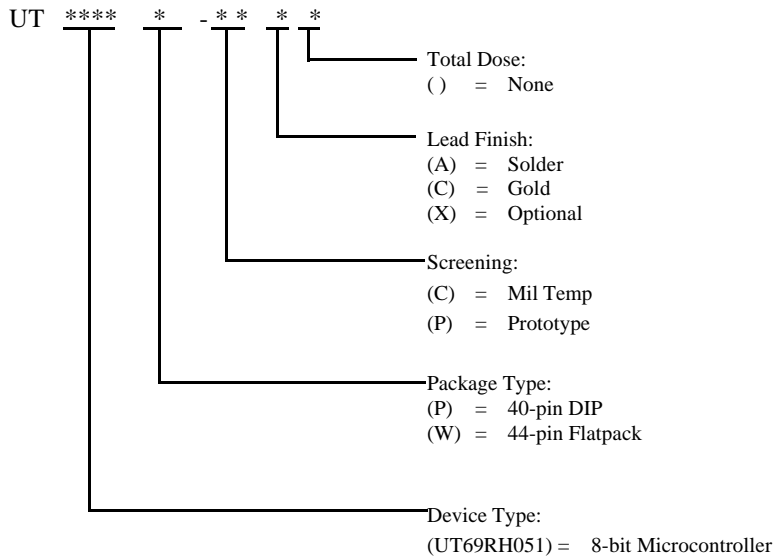 UT **** * - * * * *
Total Dose:
( ) = None
Lead Finish:
(A) = Solder
(C) = Gold
(X) = Optional
Screening:
(C) = Mil Temp
(P) = Prototype
Package Type:
(P) = 40-pin DIP
(W) = 44-pin Flatpack
Device Type:
(UT69RH051) = 8-bit Microcontroller